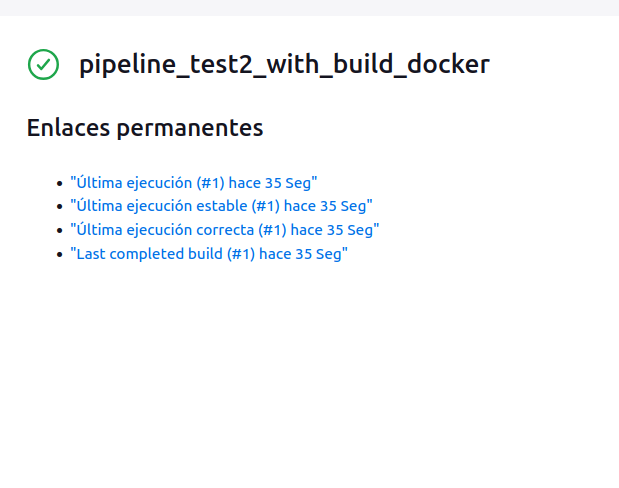 pipeline_test2_with_build_docker
Enlaces permanentes
"Última ejecución (#1) hace 35 Seg"
"Última ejecución estable (#1) hace 35 Seg"
"Última ejecución correcta (#1) hace 35 Seg"
"Last completed build (#1) hace 35 Seg"